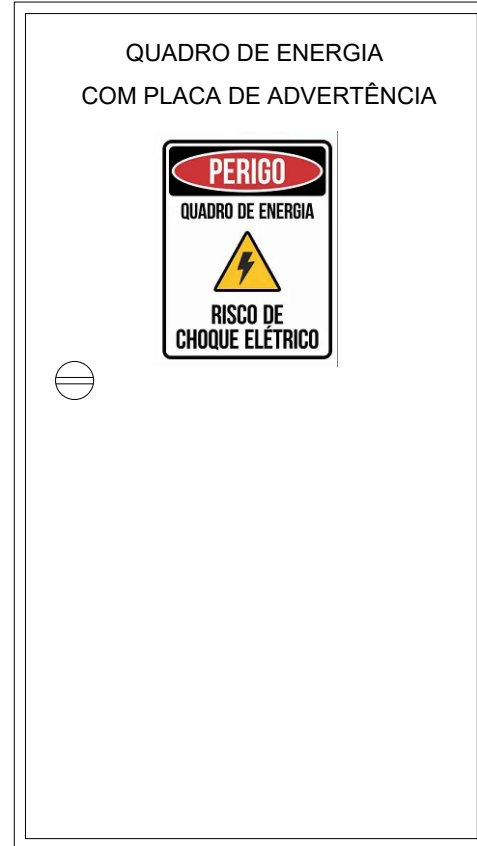 QUADRO DE ENERGIA
COM PLACA DE ADVERTÊNCIA
PERIGO
QUADRO DE ENERGIA
RISCO DE
CHOQUE ELÉTRICO